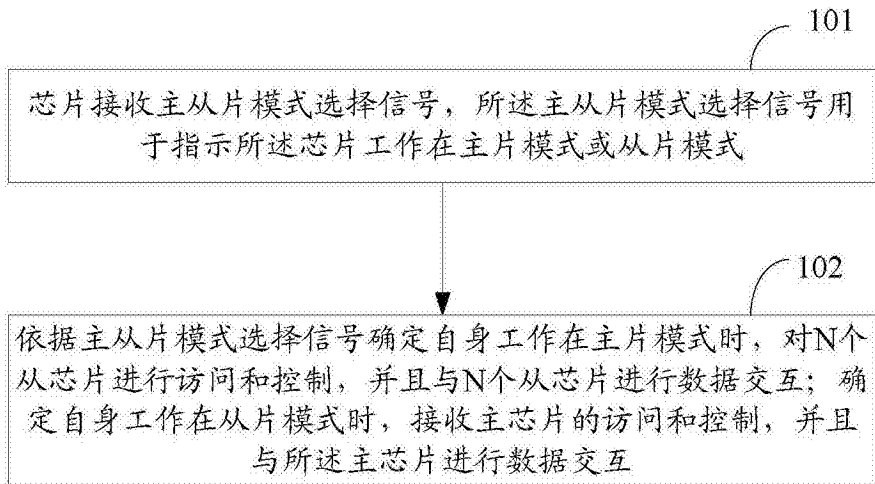 101
芯片接收主从片模式选择信号，所述主从片模式选择信号用
于指示所述芯片工作在主片模式或从片模式
102
依据主从片模式选择信号确定自身工作在主片模式时，对N个
从芯片进行访问和控制，并且与N个从芯片进行数据交互；确
定自身工作在从片模式时，接收主芯片的访问和控制，并且
与所述主芯片进行数据交互